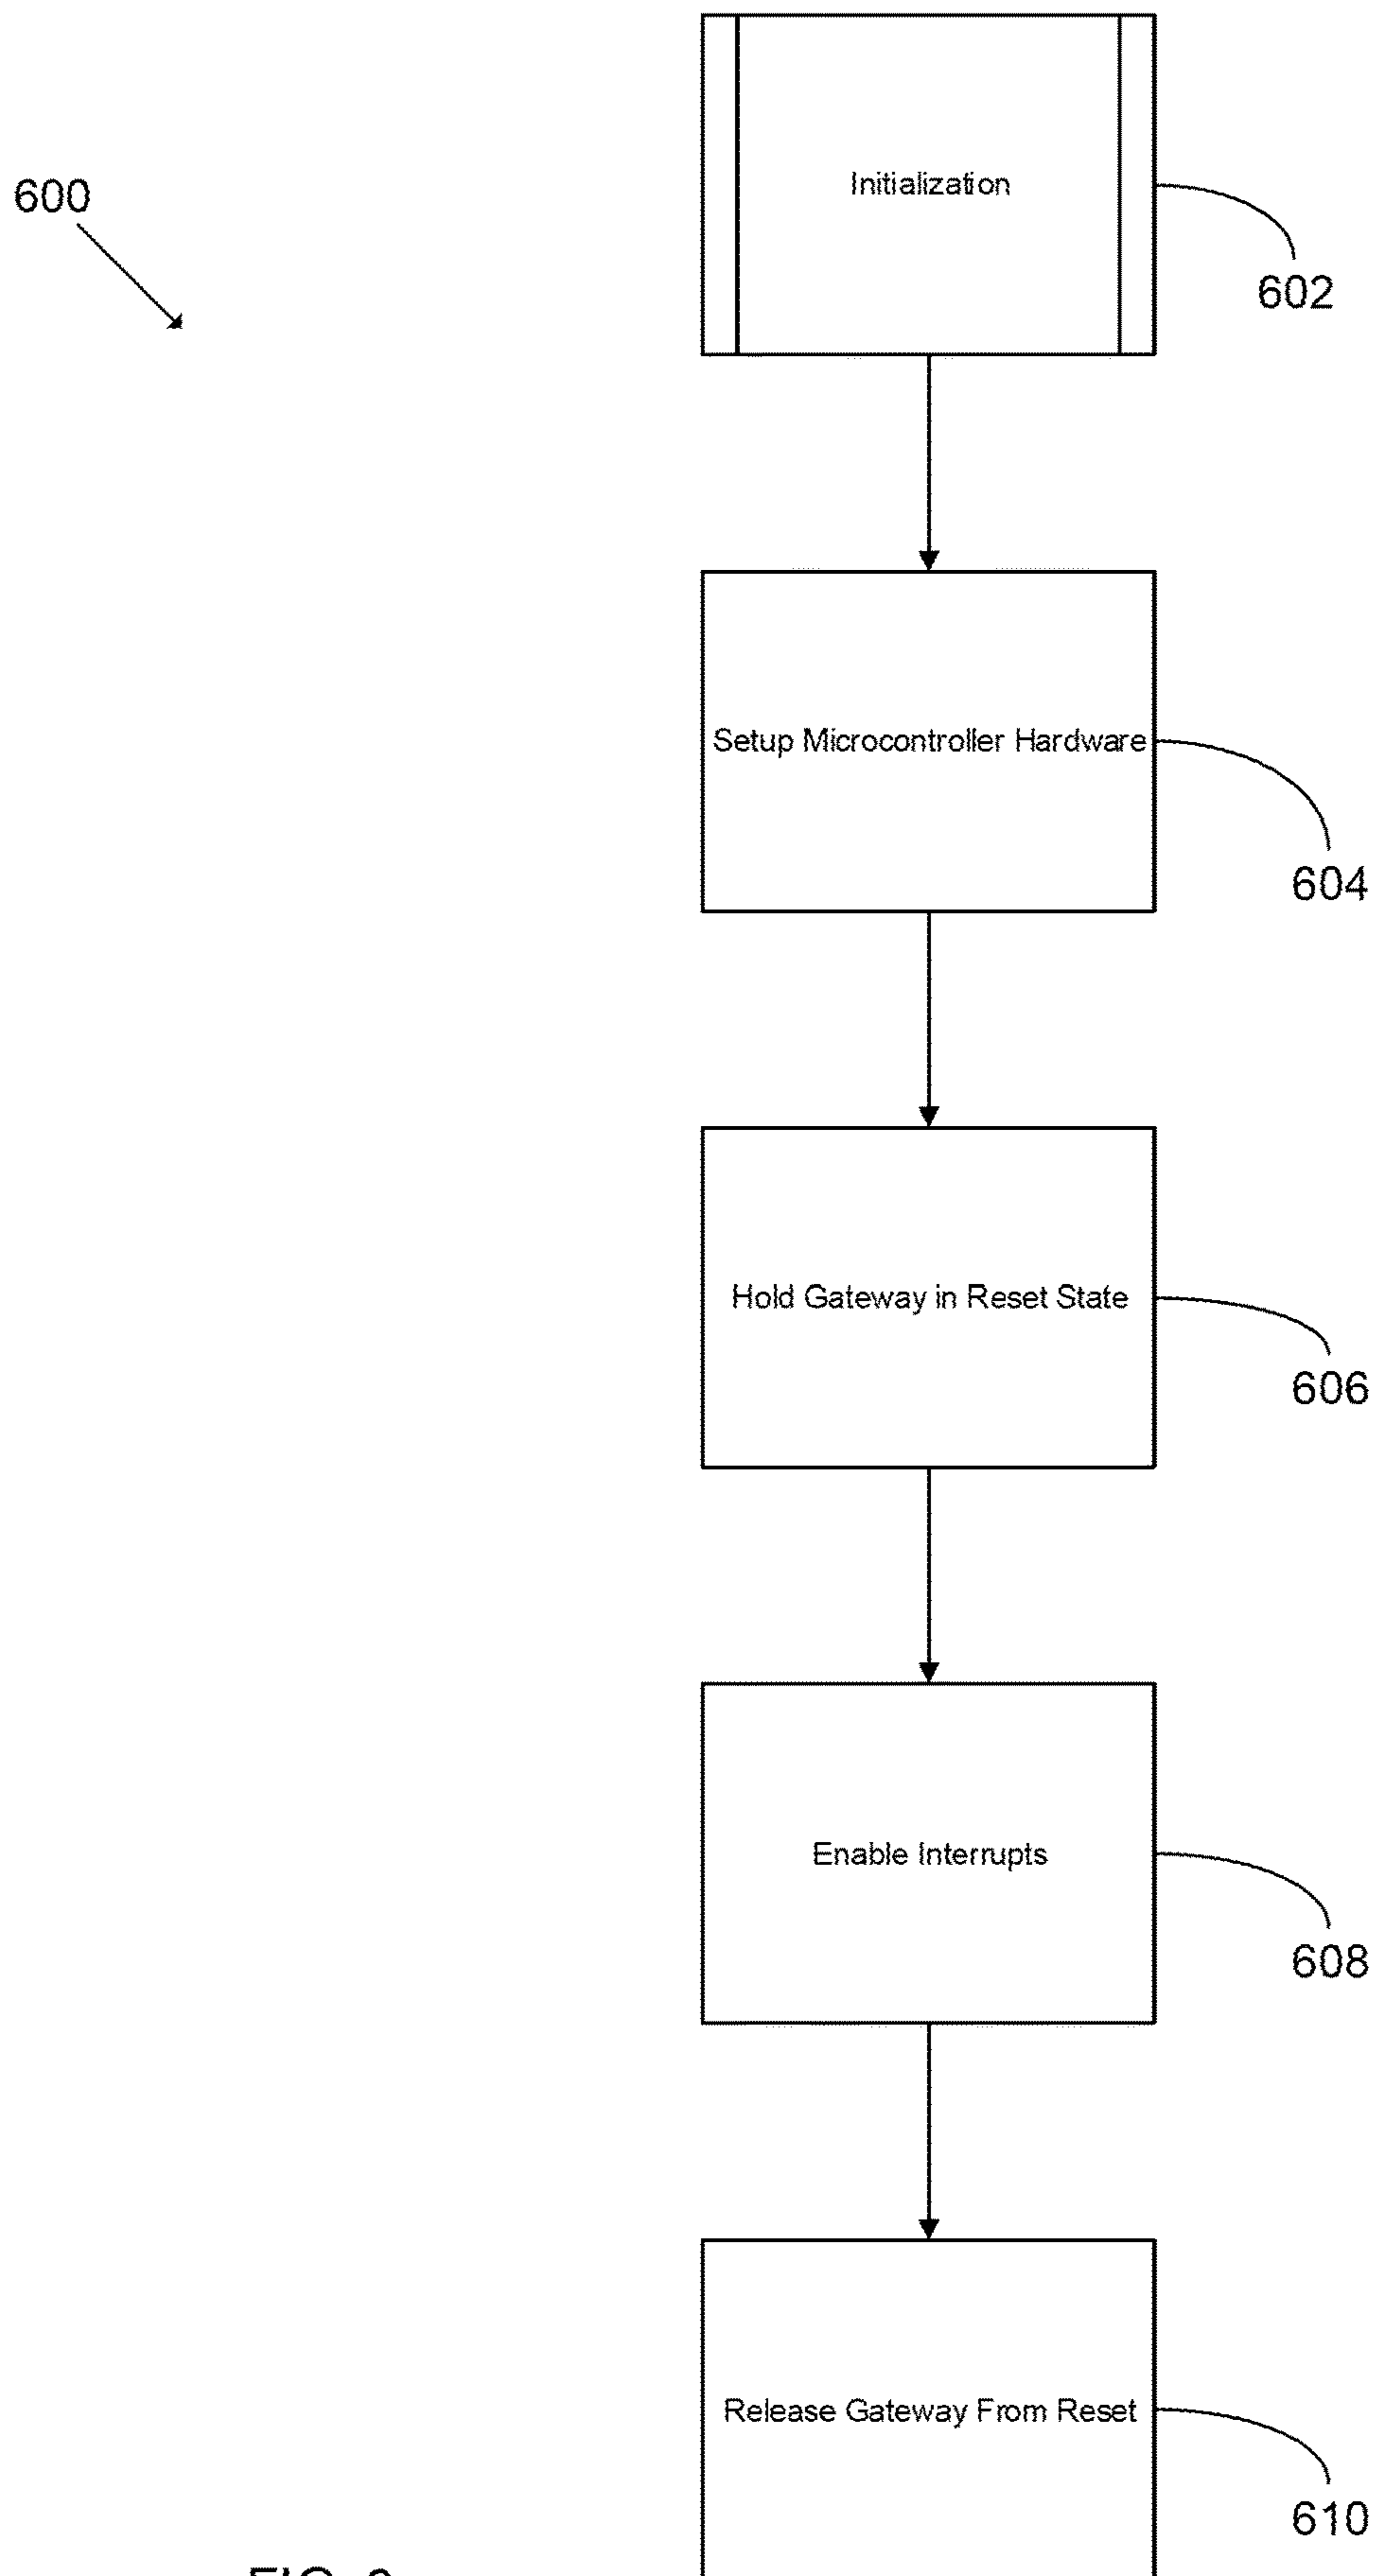 600
Initialization
602
Setup Microcontroller Hardware
604
Hold Gateway in Reset State
606
Enable Interrupts
608
Release Gateway From Reset
610